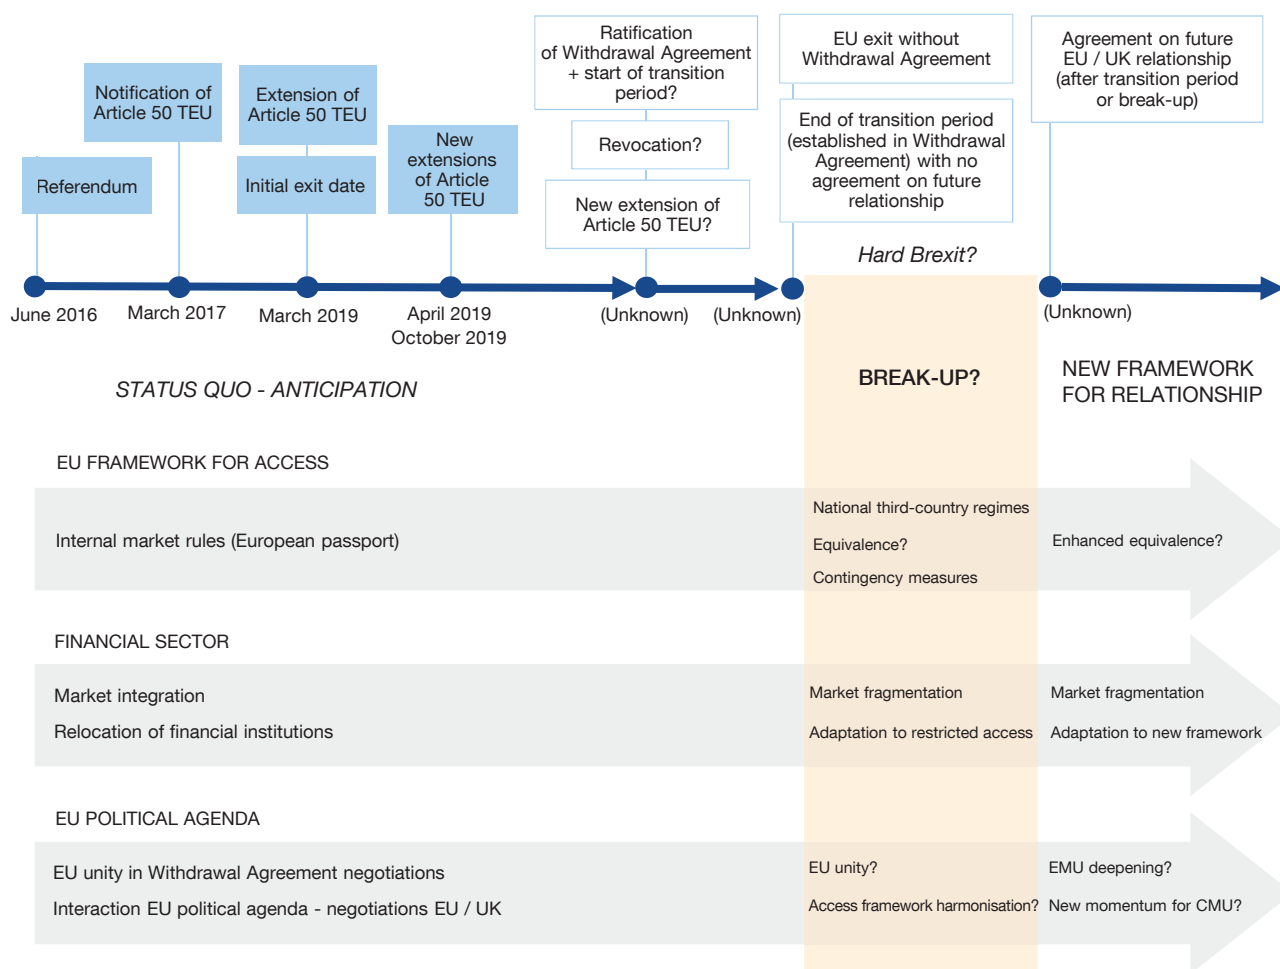 Referendum
Notification of
Article 50 TEU
Extension of
Article 50 TEU
Initial exit date
New
extensions
of Article
50 TEU
Ratification
of Withdrawal Agreement
+ start of transition
period?
Revocation?
New extension of
Article 50 TEU?
EU exit without
Withdrawal Agreement
End of transition period
(established in Withdrawal
Agreement) with no
agreement on future
relationship
Agreement on future
EU / UK relationship
(after transition period
or break-up)
Hard Brexit?
June 2016
March 2017
March 2019
April 2019
October 2019
(Unknown)
(Unknown)
(Unknown)
STATUS QUO - ANTICIPATION
BREAK-UP?
NEW FRAMEWORK
FOR RELATIONSHIP
EU FRAMEWORK FOR ACCESS
Internal market rules (European passport)
National third-country regimes
Equivalence?
Contingency measures
Enhanced equivalence?
FINANCIAL SECTOR
Market integration
Relocation of financial institutions
Market fragmentation
Adaptation to restricted access
Market fragmentation
Adaptation to new framework
EU POLITICAL AGENDA
EU unity in Withdrawal Agreement negotiations
Interaction EU political agenda - negotiations EU / UK
EU unity?
Access framework harmonisation?
EMU deepening?
New momentum for CMU?